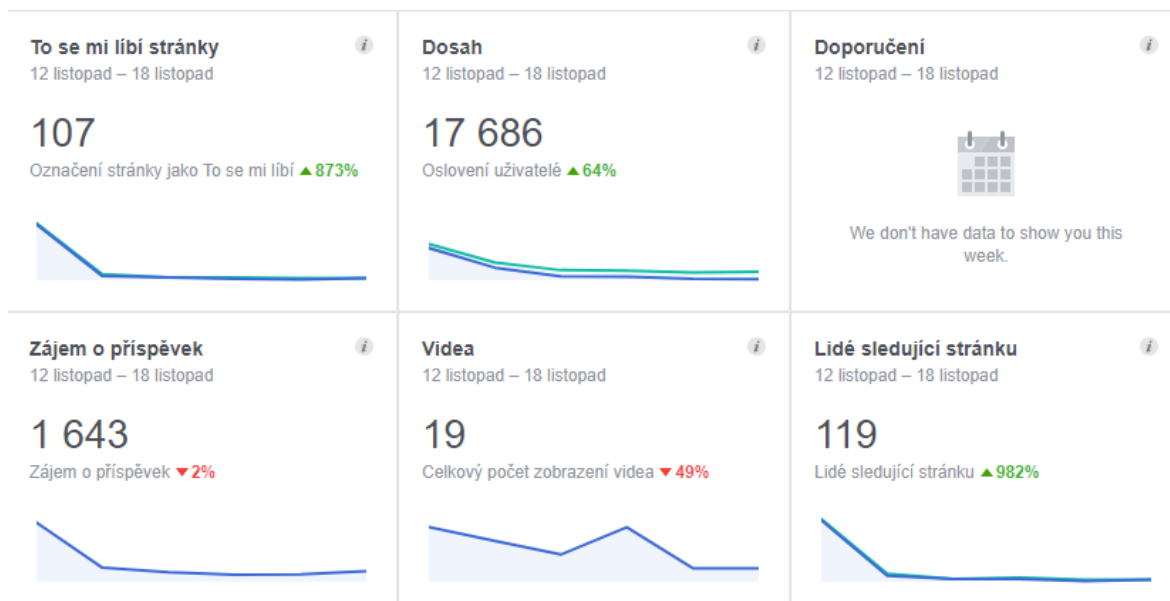 To se mi líbí stránky
12 listopad – 18 listopad
107
Označení stránky jako To se mi líbí ▲873%
Dosah
12 listopad – 18 listopad
17 686
Oslovení uživatelé ▲64%
Doporučení
12 listopad – 18 listopad
We don't have data to show you this
week.
Zájem o příspěvek
12 listopad – 18 listopad
1 643
Zájem o příspěvek ▼2%
Videa
12 listopad – 18 listopad
19
Celkový počet zobrazení videa ▼49%
Lidé sledující stránku
12 listopad – 18 listopad
119
Lidé sledující stránku ▲982%